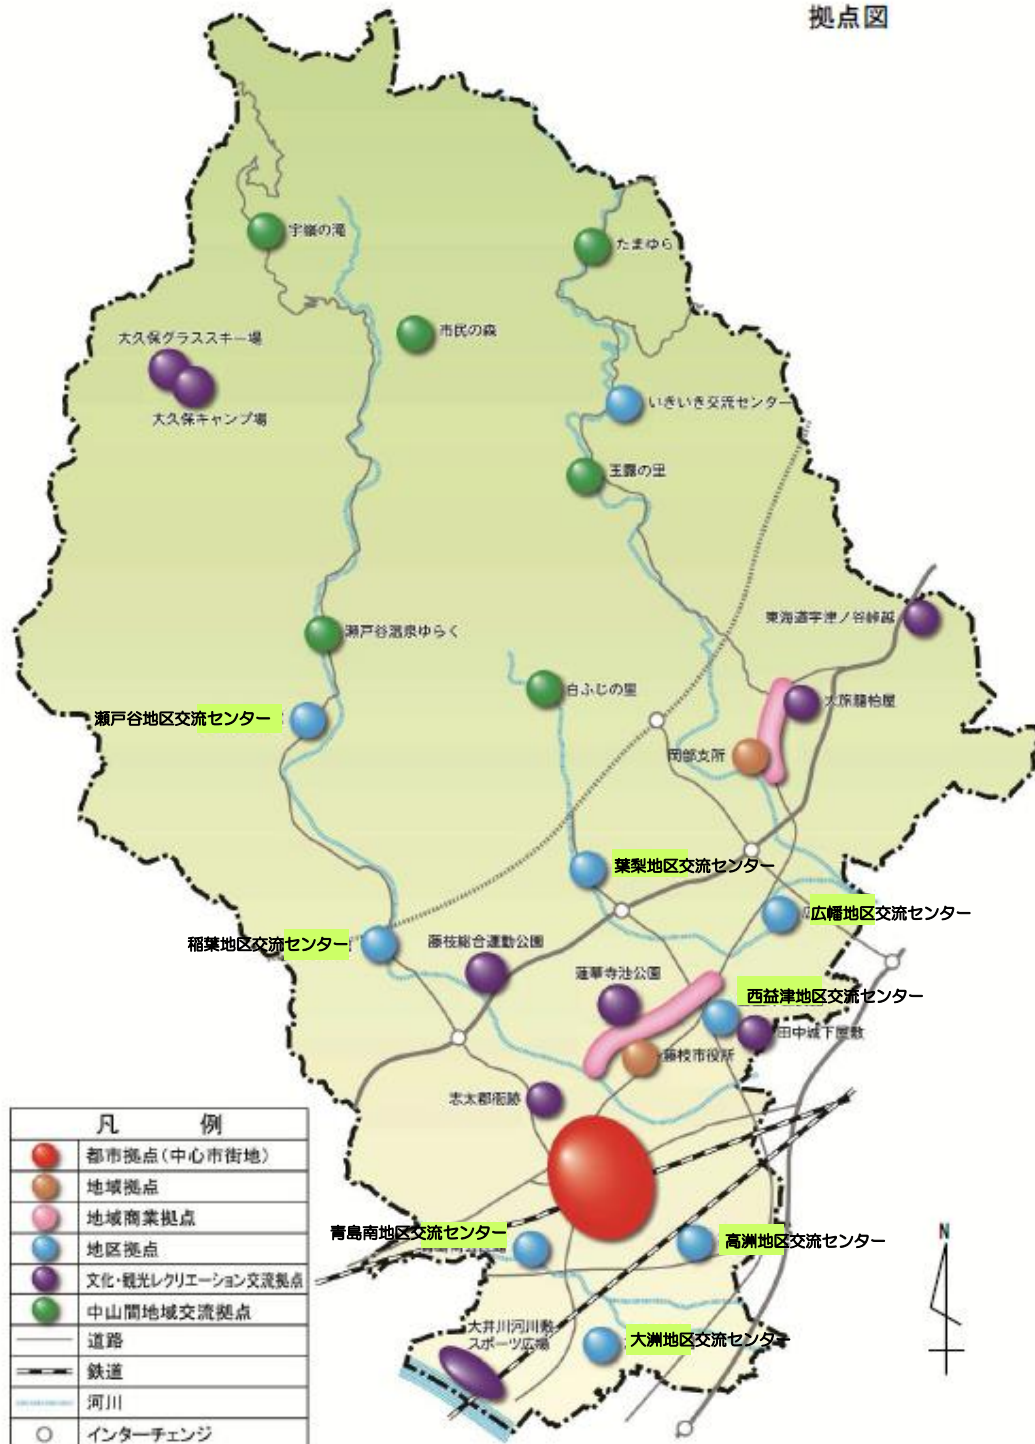 拠点図
宇嶺の滝
たまゆら
市民の森
大久保グラススキー場
大久保キャンプ場
いきいき交流センター
玉露の里
東海道宇津ノ谷峠越
瀬戸谷温泉ゆらく
白ふじの里
大旅籠柏屋
瀬戸谷地区交流センター
岡部支所
葉梨地区交流センター
広幡地区交流センター
稲葉地区交流センター
藤枝総合運動公園
蓮華寺池公園
西益津地区交流センター
田中城下屋敷
藤枝市役所
志太郡衙跡
青島南地区交流センター
高洲地区交流センター
大井川河川敷
スポーツ広場
大洲地区交流センター
凡 例
都市拠点(中心市街地)
地域拠点
地域商業拠点
地区拠点
文化・観光レクリエーション交流拠点
中山間地域交流拠点
道路
鉄道
河川
インターチェンジ
N